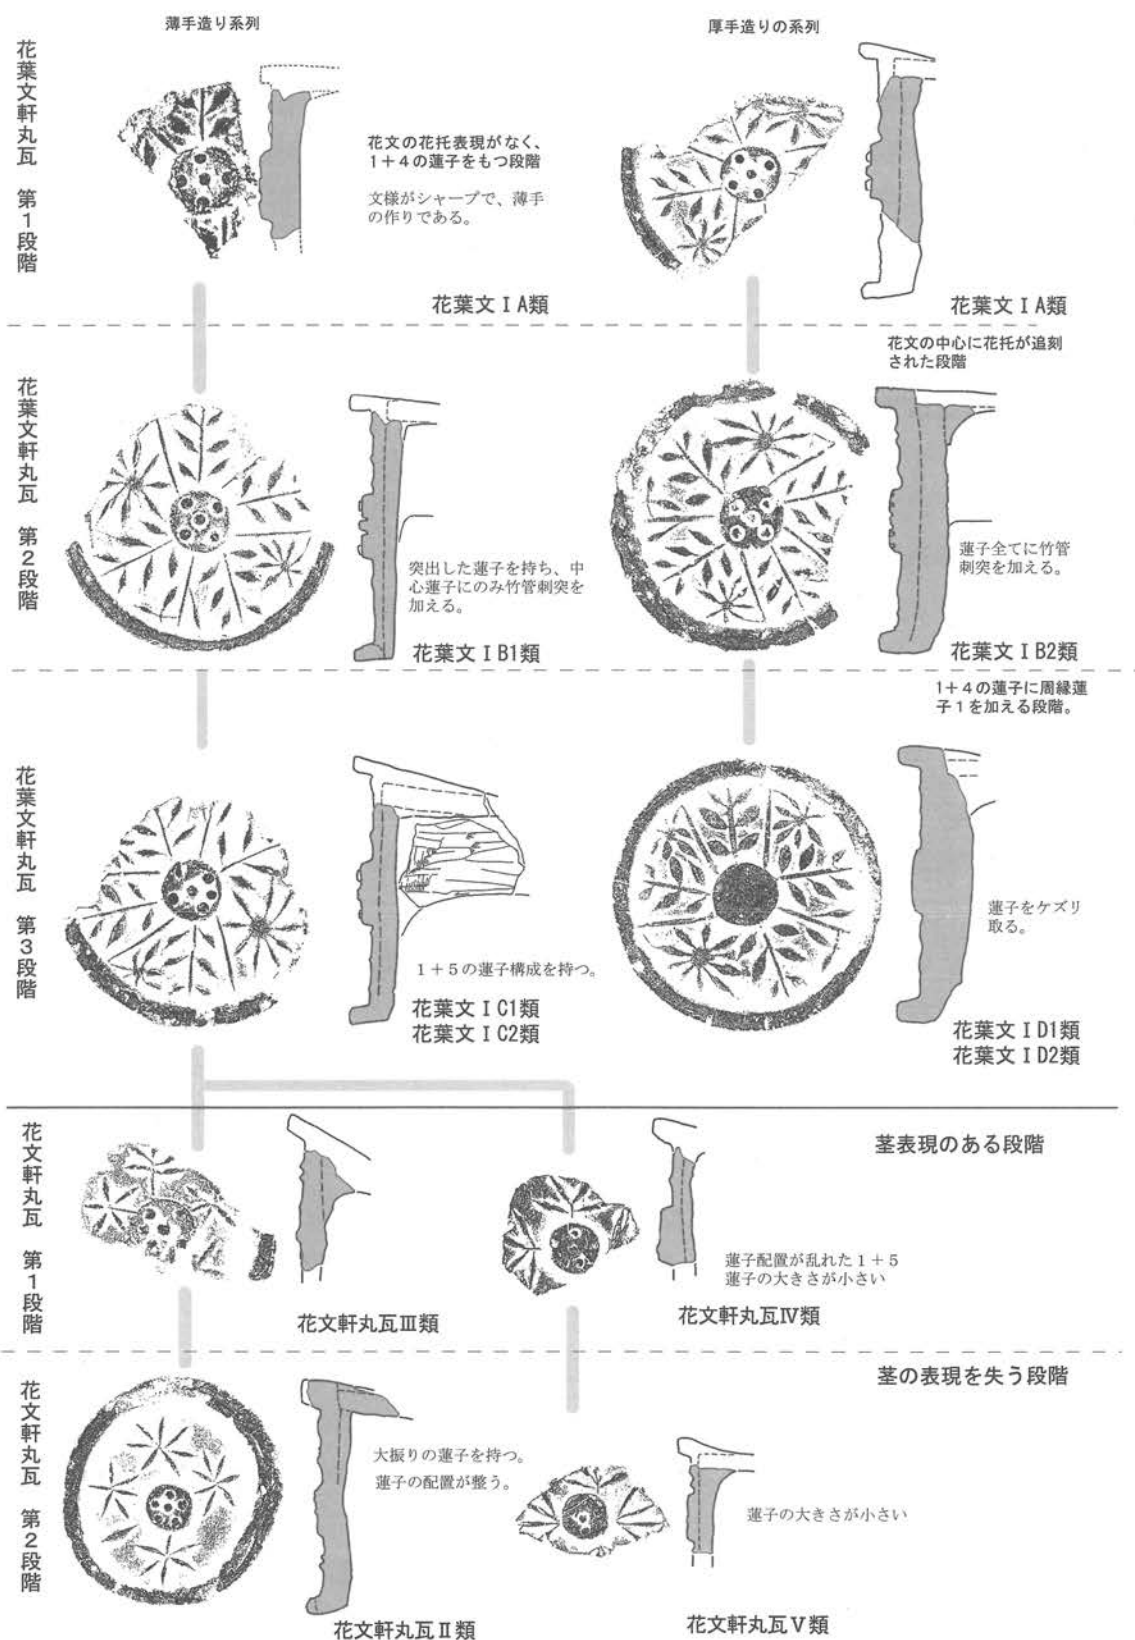 薄手造り系列
厚手造りの系列
花葉文軒丸瓦　第1段階
花文の花托表現がなく、
1+4の蓮子をもつ段階
文様がシャープで、薄手
の作りである。
花葉文ⅠA類
花葉文ⅠA類
花葉文軒丸瓦　第2段階
花文の中心に花托が追刻
された段階
突出した蓮子を持ち、中
心蓮子にのみ竹管刺突を
加える。
花葉文ⅠB1類
蓮子全てに竹管
刺突を加える。
花葉文ⅠB2類
花葉文軒丸瓦　第3段階
1+4の蓮子に周縁蓮
子1を加える段階。
1+5の蓮子構成を持つ。
花葉文ⅠC1類
花葉文ⅠC2類
蓮子をケズリ
取る。
花葉文ⅠD1類
花葉文ⅠD2類
花文軒丸瓦　第1段階
茎表現のある段階
花文軒丸瓦Ⅲ類
蓮子配置が乱れた1+5
蓮子の大きさが小さい
花文軒丸瓦Ⅳ類
花文軒丸瓦　第2段階
茎の表現を失う段階
大振りの蓮子を持つ。
蓮子の配置が整う。
花文軒丸瓦Ⅱ類
蓮子の大きさが小さい
花文軒丸瓦Ⅴ類